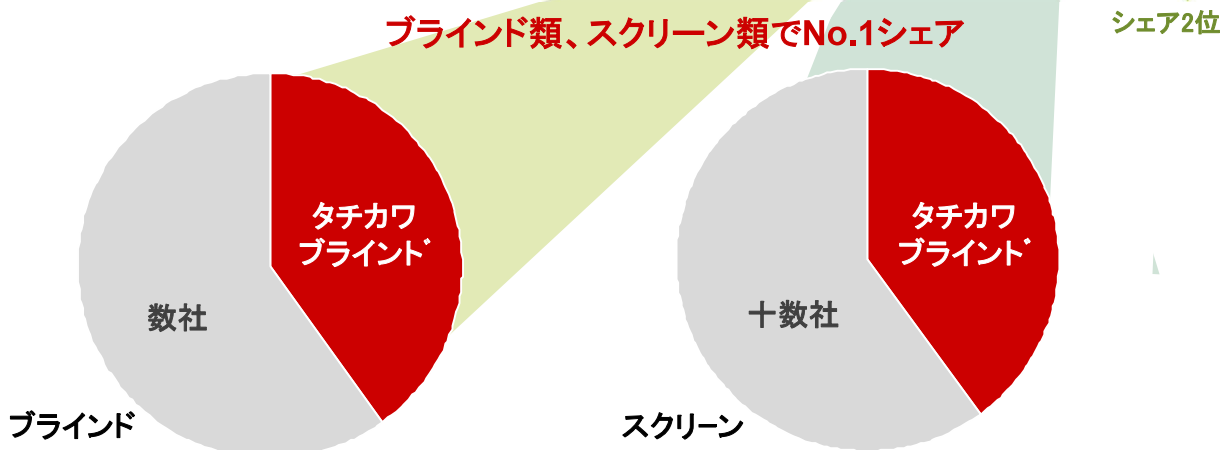 ブラインド類、スクリーン類でNo.1シェア
シェア2位
タチカワ
ブラインド
数社
ブラインド
タチカワ
ブラインド
十数社
スクリーン